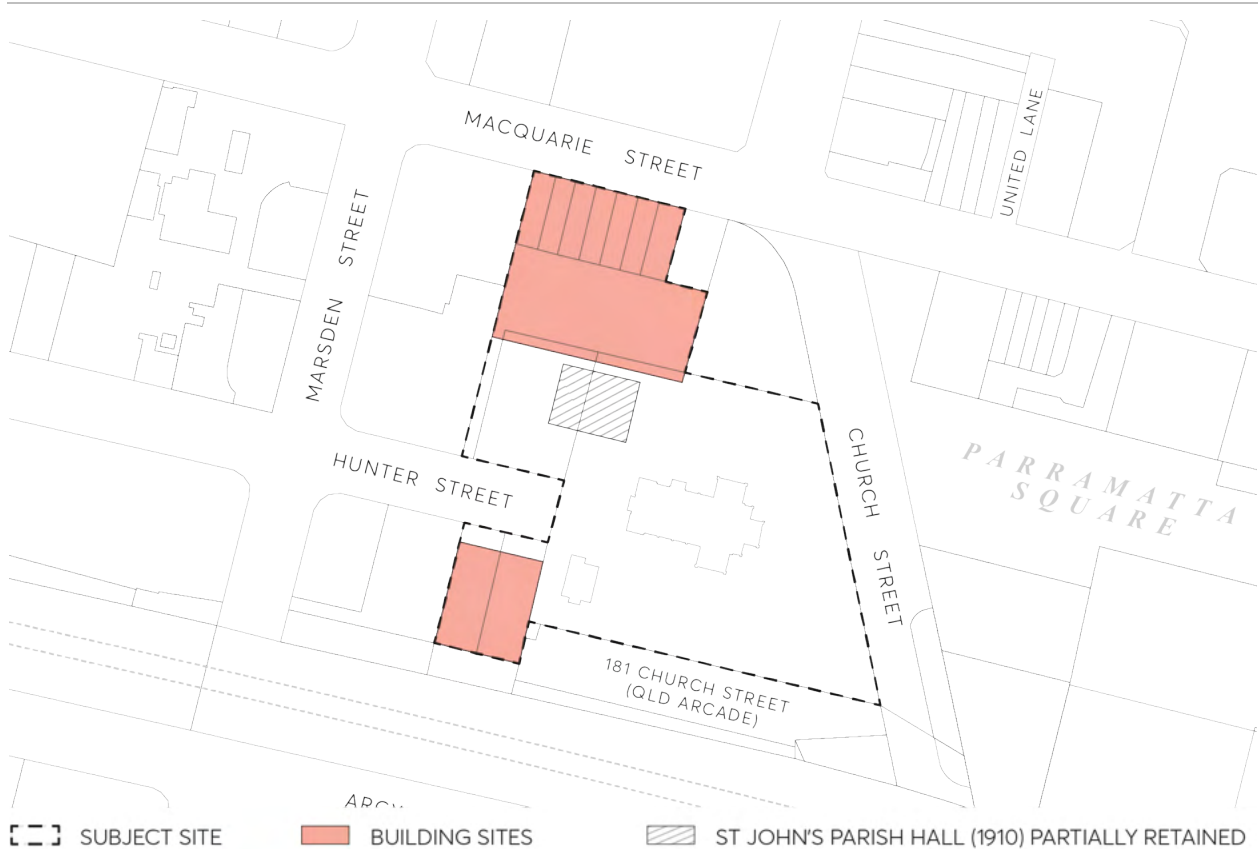 MACQUARIE STREET
UNITED LANE
MARSDEN STREET
HUNTER STREET
CHURCH STREET
PARRAMATTA
SQUARE
181 CHURCH STREET
(QLD ARCADE)
SUBJECT SITE
BUILDING SITES
ST JOHN'S PARISH HALL (1910) PARTIALLY RETAINED